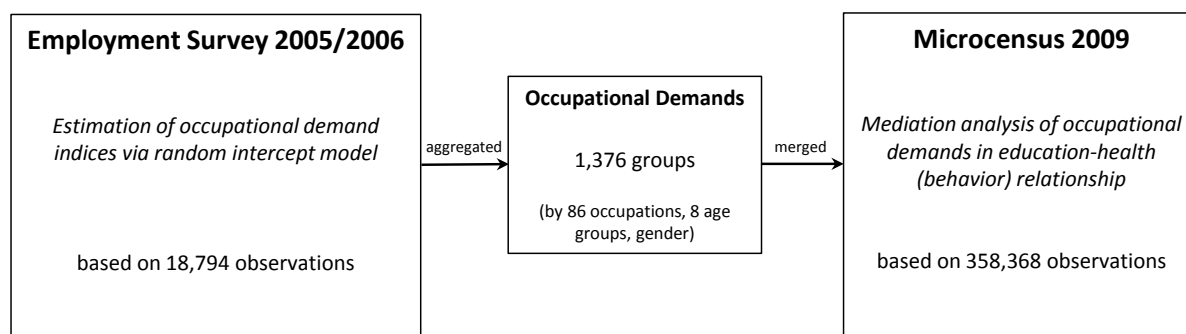 Employment Survey 2005/2006
Estimation of occupational demand
indices via random intercept model
based on 18,794 observations
aggregated
Occupational Demands
1,376 groups
(by 86 occupations, 8 age
groups, gender)
merged
Microcensus 2009
Mediation analysis of occupational
demands in education-health
(behavior) relationship
based on 358,368 observations